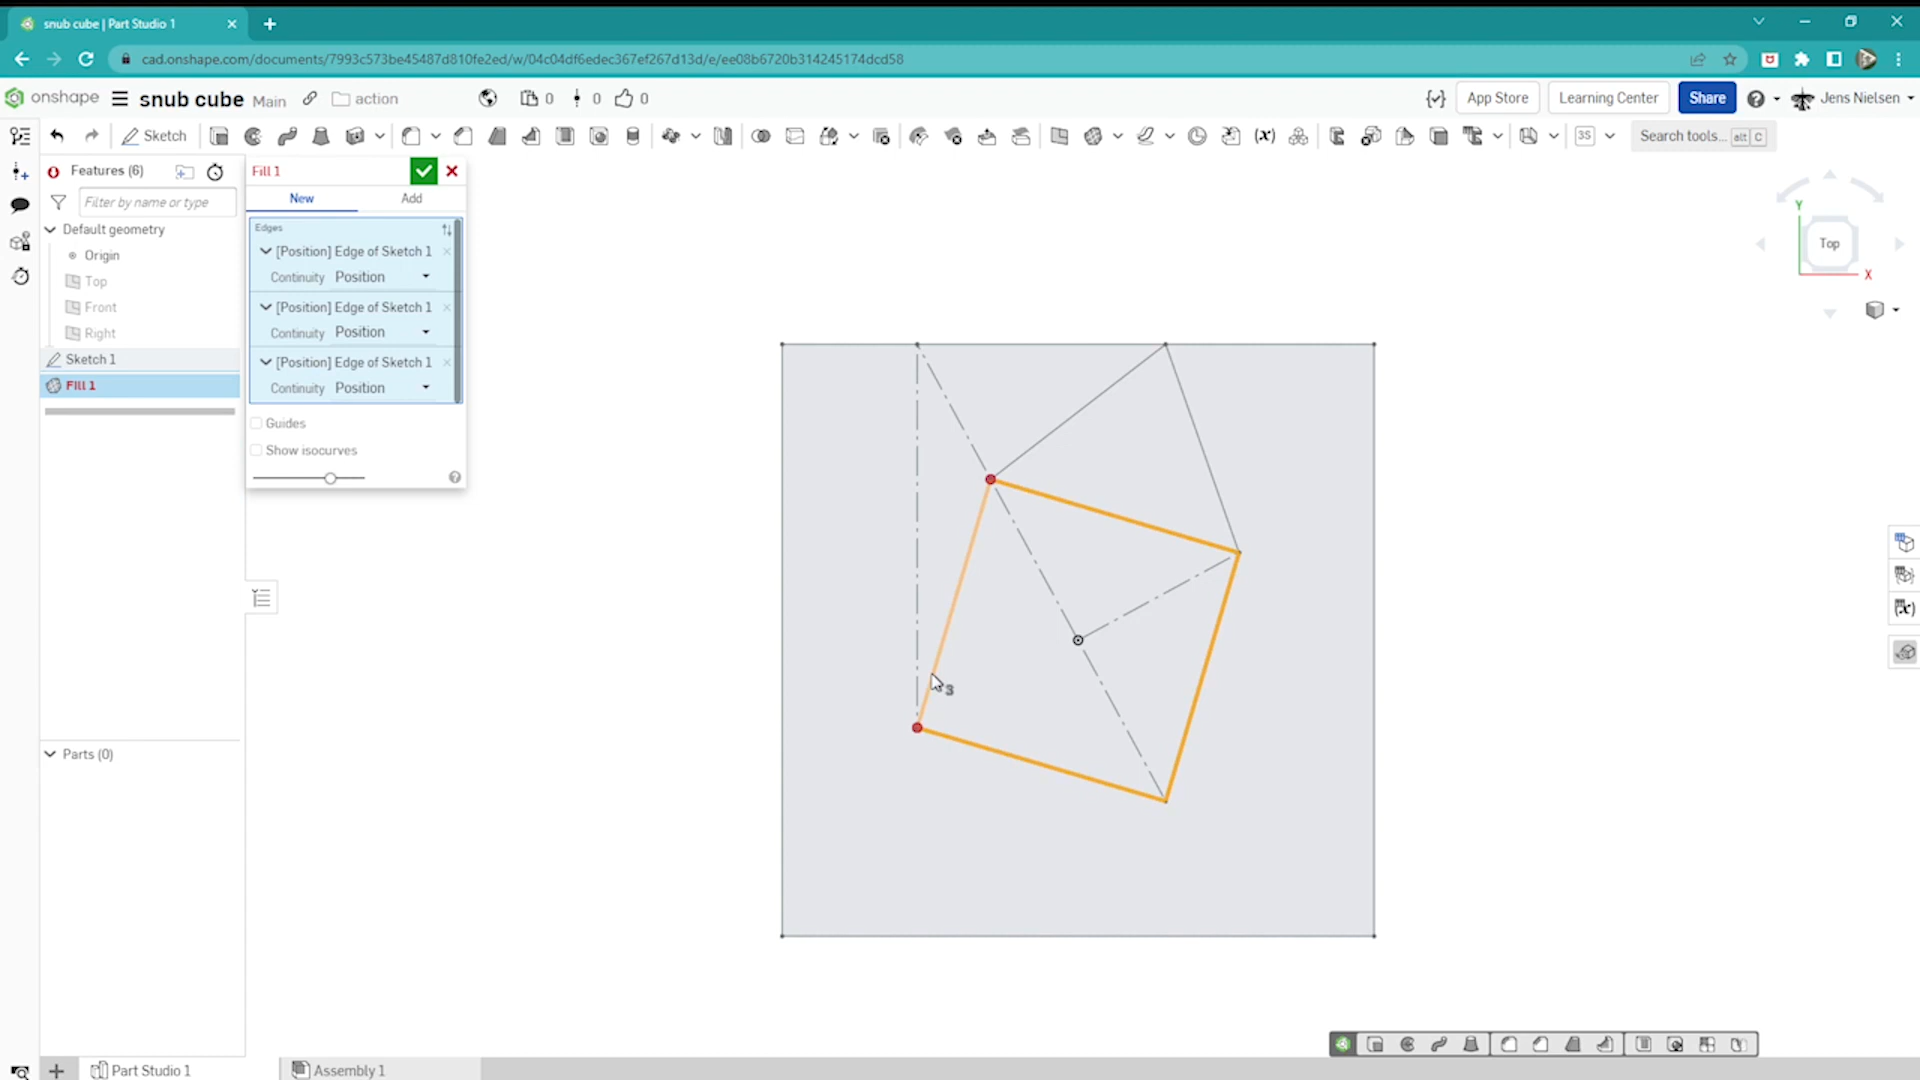 snub cube | Part Studio 1
cad.onshape.com/documents/7993c573be45487d810fe2ed/w/04c04df6edec367ef267d13d/e/ee08b6720b314245174dcd58
onshape snub cube Main action 0 0 0 App Store Learning Center Share Jens Nielsen
Sketch (x) 3S Search tools... alt C
Features (6)
Filter by name or type
Default geometry
Origin
Top
Front
Right
Sketch 1
Fill 1
Parts (0)
Fill 1
New Add
Edges
[Position] Edge of Sketch 1
Continuity Position
[Position] Edge of Sketch 1
Continuity Position
[Position] Edge of Sketch 1
Continuity Position
Guides
Show isocurves
3
Y
Top
X
(x)
Part Studio 1 Assembly 1